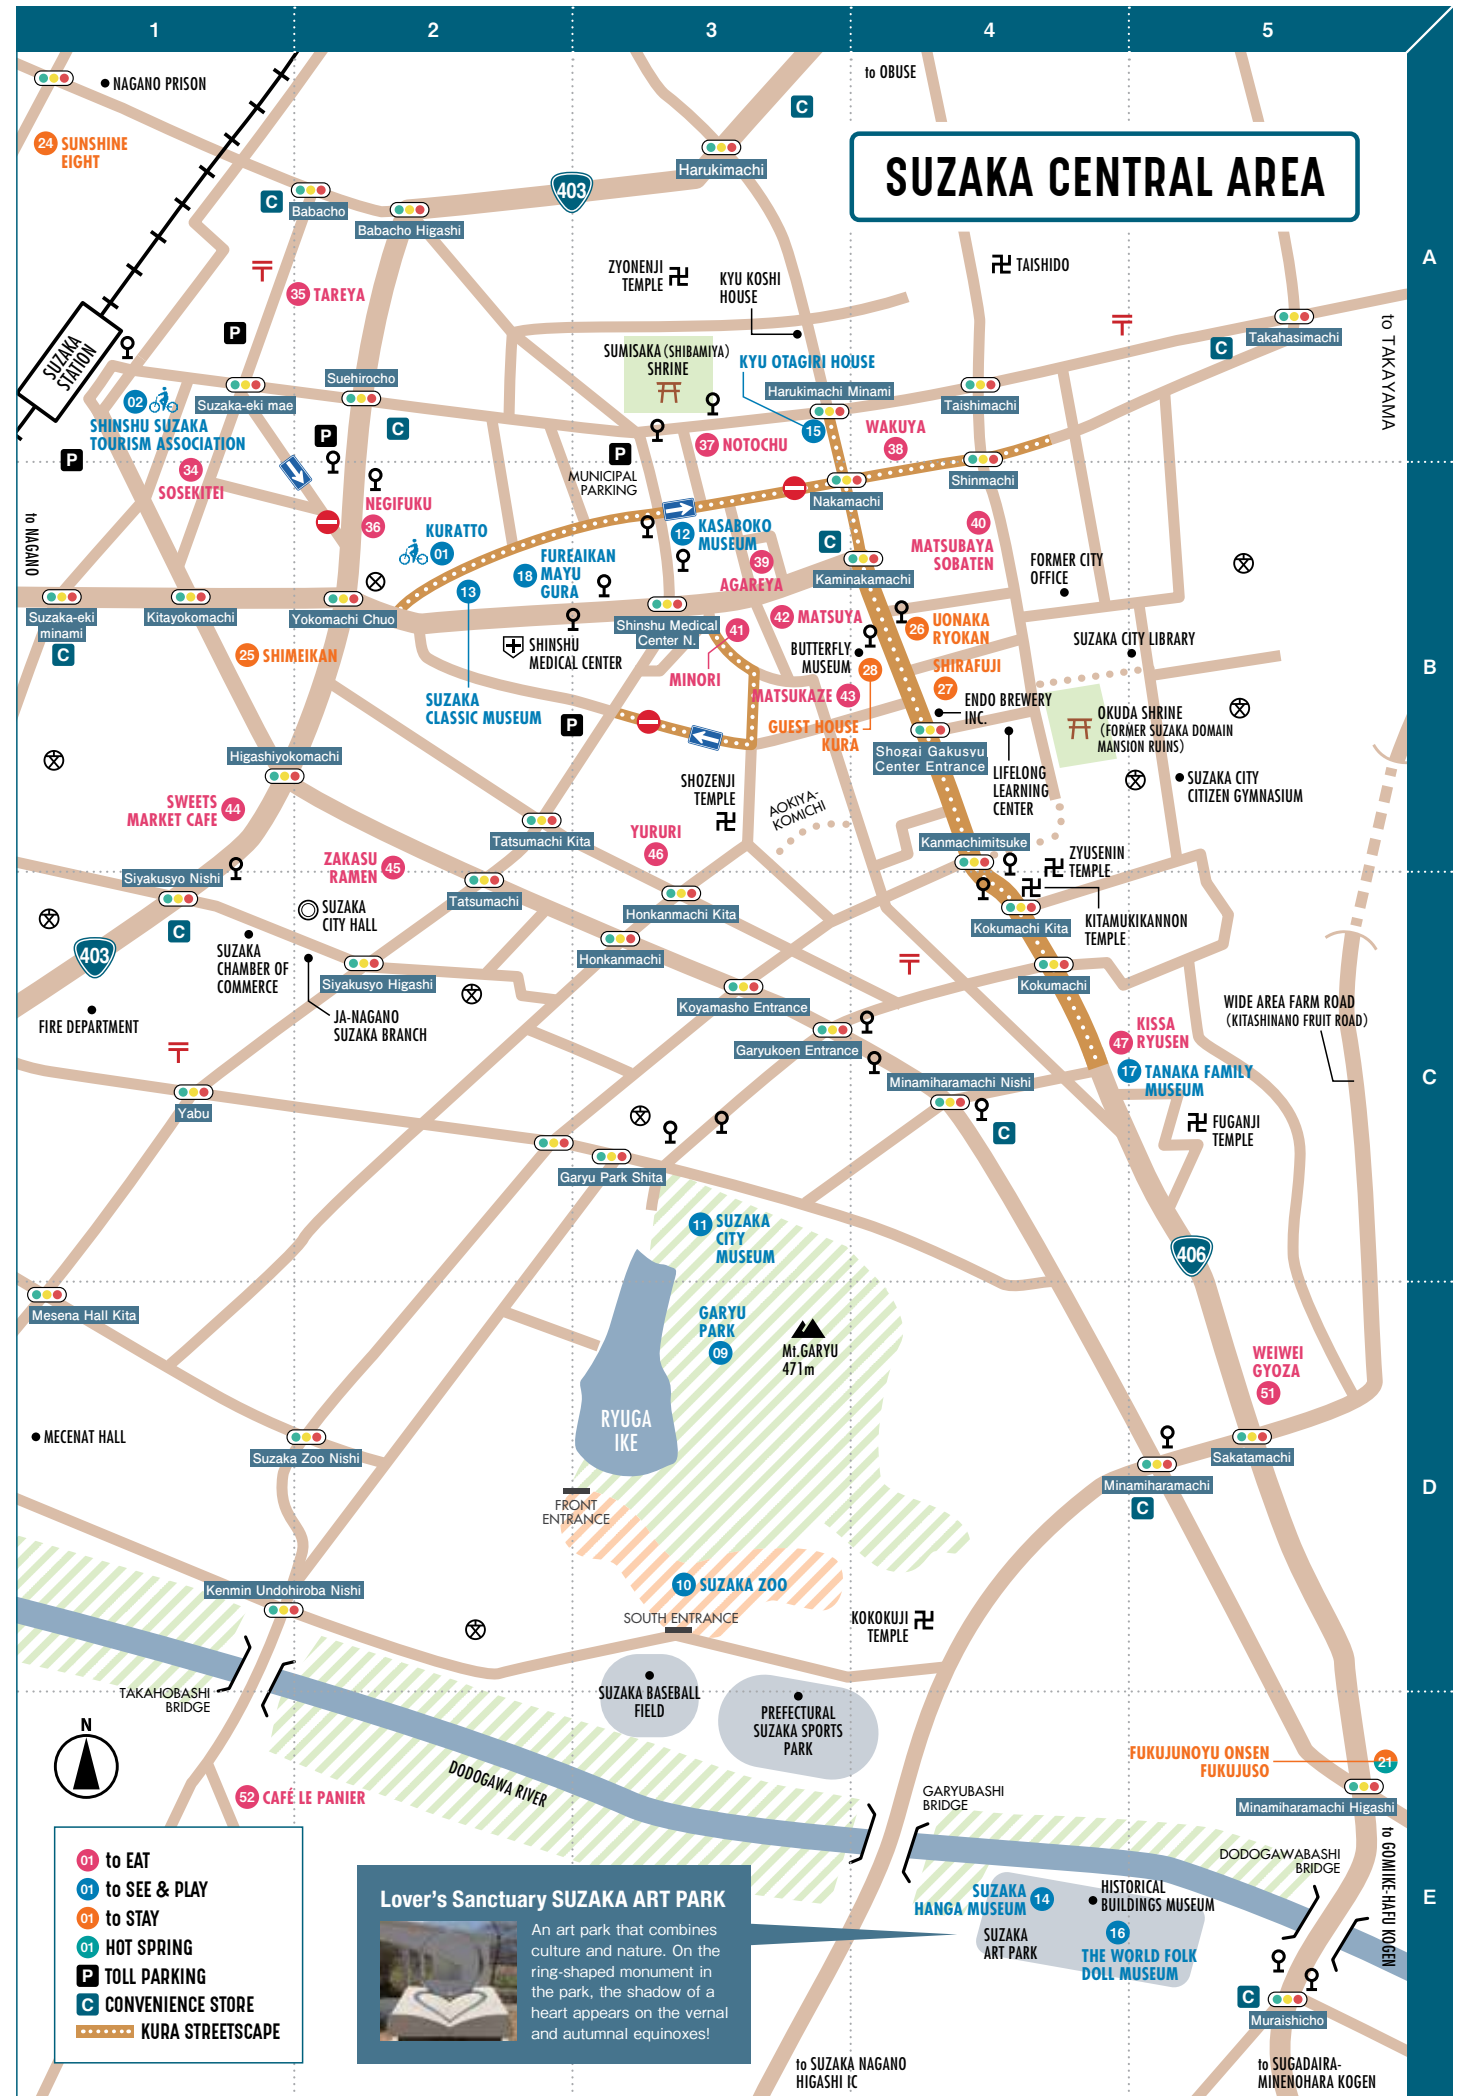 1
2
3
4
5
A
B
C
D
E
SUZAKA CENTRAL AREA
to OBUSE
NAGANO PRISON
24 SUNSHINE
EIGHT
C
Harukimachi
403
C
Babacho
Babacho Higashi
35 TAREYA
P
SUZAKA
STATION
ZYONENJI
TEMPLE
KYU KOSHI
HOUSE
TAISHIDO
SUMISAKA (SHIBAMIYA)
SHRINE
KYU OTAGIRI HOUSE
15
Takahasimachi
C
to TAKAYAMA
Suehirocho
Suzaka-eki mae
02
SHINSHU SUZAKA
TOURISM ASSOCIATION
P
P
C
Harukimachi Minami
Taishimachi
WAKUYA
38
37 NOTOCHU
P
MUNICIPAL
PARKING
34
SOSEKITEI
NEGIFUKU
36
KURATTO
01
12 KASABOKO
MUSEUM
Nakamachi
Shinmachi
to NAGANO
13
18 FUREAIKAN
MAYU
GURA
39
AGAREYA
C
Kaminakamachi
40
MATSUBAYA
SOBATEN
FORMER CITY
OFFICE
Suzaka-eki
minami
C
Kitayokomachi
Yokomachi Chuo
Shinshu Medical
Center N.
41
MINORI
42 MATSUYA
26 UONAKA
RYOKAN
SUZAKA CITY LIBRARY
25 SHIMEIKAN
SHINSHU
MEDICAL CENTER
BUTTERFLY
MUSEUM
28
SHIRAFUJI
27
MATSUKAZE 43
GUEST HOUSE
KURA
SUZAKA
CLASSIC MUSEUM
P
ENDO BREWERY
INC.
OKUDA SHRINE
(FORMER SUZAKA DOMAIN
MANSION RUINS)
Shogai Gakusyu
Center Entrance
LIFELONG
LEARNING
CENTER
SUZAKA CITY
CITIZEN GYMNASIUM
Higashiyokomachi
SWEETS
MARKET CAFE 44
SHOZENJI
TEMPLE
AOKIYA-
KOMICHI
Tatsumachi Kita
YURURI
46
Kanmachimitsuke
ZYUSENIN
TEMPLE
ZAKASU
RAMEN 45
Siyakusyo Nishi
C
Tatsumachi
Honkanmachi Kita
Kokumachi Kita
KITAMUKIKANNON
TEMPLE
SUZAKA
CITY HALL
403
SUZAKA
CHAMBER OF
COMMERCE
Siyakusyo Higashi
Honkanmachi
Kokumachi
FIRE DEPARTMENT
JA-NAGANO
SUZAKA BRANCH
Koyamasho Entrance
Garyukoen Entrance
WIDE AREA FARM ROAD
(KITASHINANO FRUIT ROAD)
47 KISSA
RYUSEN
17 TANAKA FAMILY
MUSEUM
Minamiharamachi Nishi
C
Yabu
FUGANJI
TEMPLE
Garyu Park Shita
11 SUZAKA
CITY
MUSEUM
406
Mesena Hall Kita
GARYU
PARK
09
Mt.GARYU
471m
WEIWEI
GYOZA
51
RYUGA
IKE
MECENAT HALL
Suzaka Zoo Nishi
Sakatamachi
Minamiharamachi
C
FRONT
ENTRANCE
10 SUZAKA ZOO
Kenmin Undohiroba Nishi
SOUTH ENTRANCE
KOKOKUJI
TEMPLE
TAKAHOBASHI
BRIDGE
SUZAKA BASEBALL
FIELD
PREFECTURAL
SUZAKA SPORTS
PARK
N
FUKUJUNOYU ONSEN
FUKUJUSO
21
Minamiharamachi Higashi
DODOGAWA RIVER
52 CAFÉ LE PANIER
GARYUBASHI
BRIDGE
DODOGAWABASHI
BRIDGE
to GOMIIKE-HAFU KOGEN
01 to EAT
01 to SEE & PLAY
01 to STAY
01 HOT SPRING
P TOLL PARKING
C CONVENIENCE STORE
KURA STREETSCAPE
Lover's Sanctuary SUZAKA ART PARK
An art park that combines
culture and nature. On the
ring-shaped monument in
the park, the shadow of a
heart appears on the vernal
and autumnal equinoxes!
SUZAKA
HANGA MUSEUM 14
HISTORICAL
BUILDINGS MUSEUM
SUZAKA
ART PARK
16
THE WORLD FOLK
DOLL MUSEUM
C
Muraishicho
to SUZAKA NAGANO
HIGASHI IC
to SUGADAIRA-
MINENOHARA KOGEN